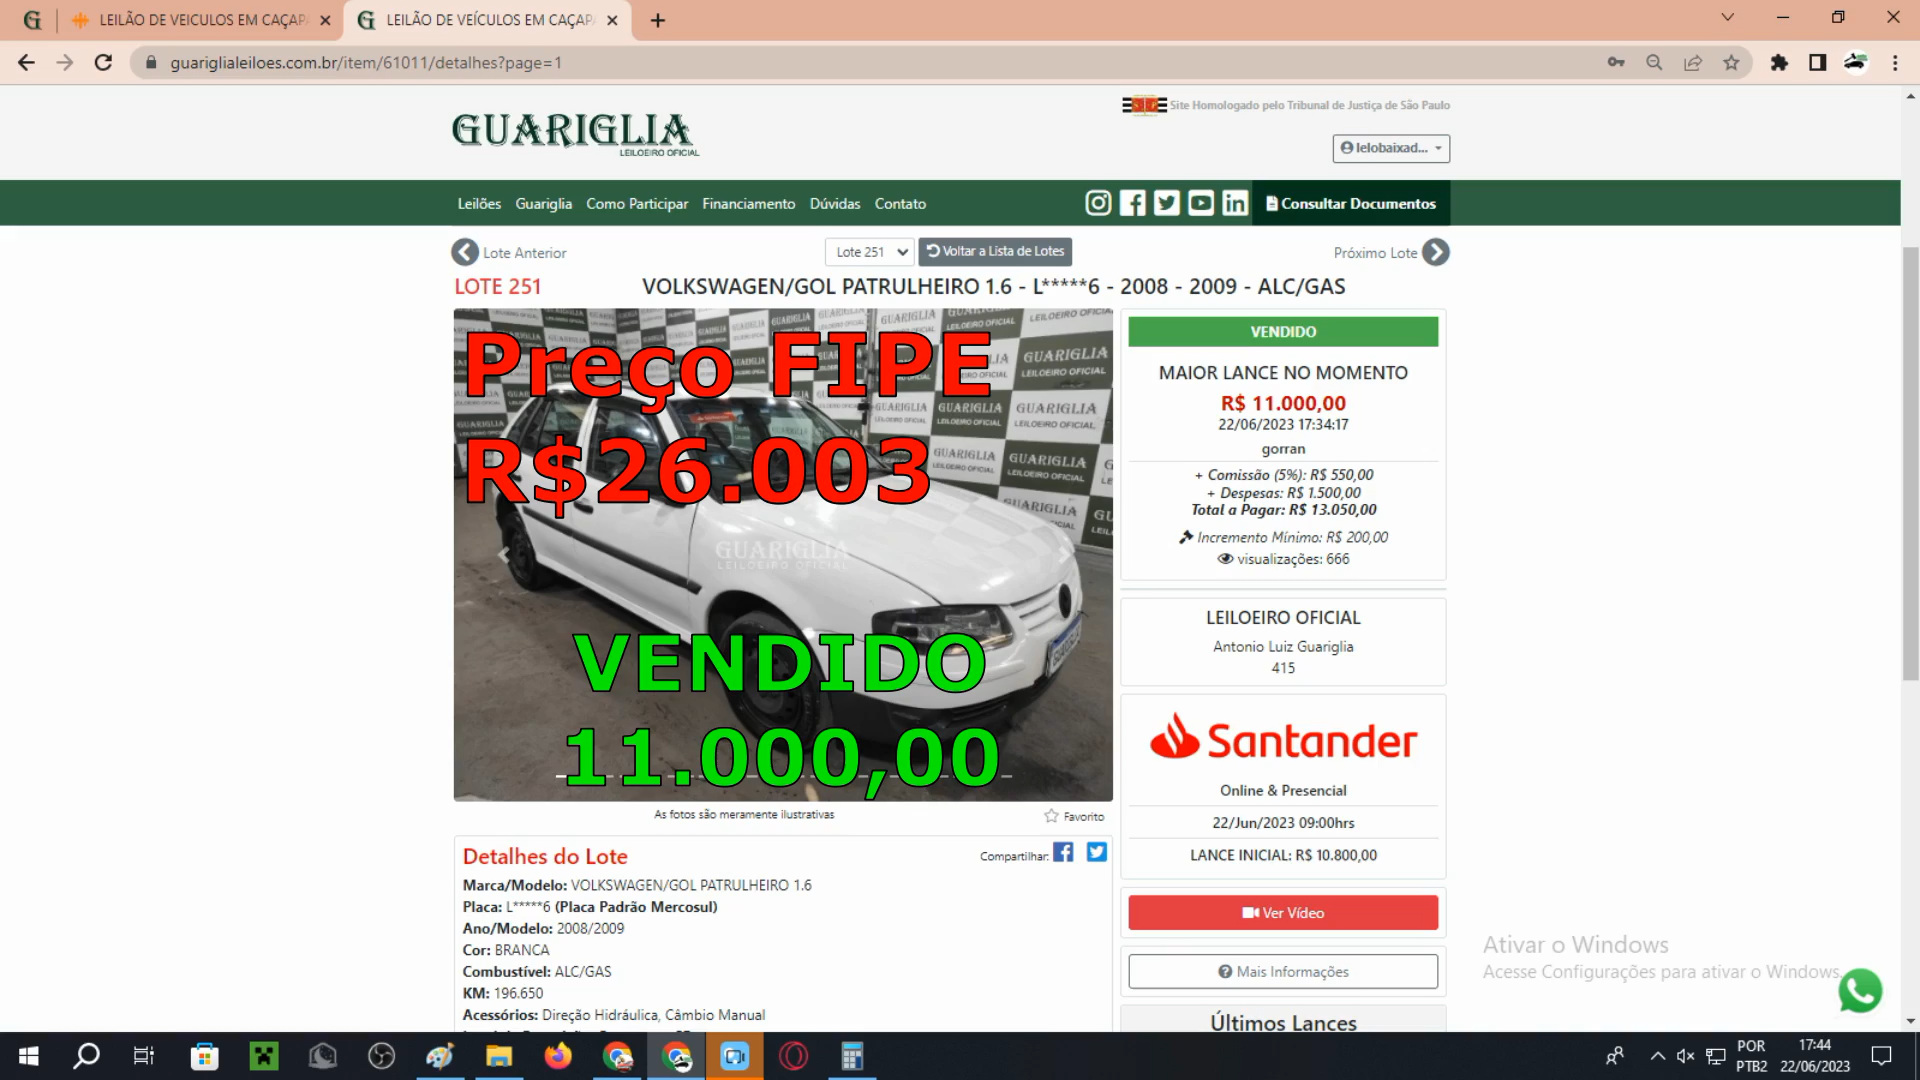 LEILÃO DE VEICULOS EM CAÇAPA
LEILÃO DE VEÍCULOS EM CAÇAPA
guariglialeiloes.com.br/item/61011/detalhes?page=1
GUARIGLIA
LEILOEIRO OFICIAL
Site Homologado pelo Tribunal de Justiça de São Paulo
lelobaixad...
Leilões Guariglia Como Participar Financiamento Dúvidas Contato
Consultar Documentos
Lote Anterior
Lote 251
Voltar a Lista de Lotes
Próximo Lote
LOTE 251
VOLKSWAGEN/GOL PATRULHEIRO 1.6 - L*****6 - 2008 - 2009 - ALC/GAS
Preço FIPE
R$26.003
GUARIGLIA
LEILOEIRO OFICIAL
VENDIDO
11.000,00
As fotos são meramente ilustrativas
Favorito
VENDIDO
MAIOR LANCE NO MOMENTO
R$ 11.000,00
22/06/2023 17:34:17
gorran
+ Comissão (5%): R$ 550,00
+ Despesas: R$ 1.500,00
Total a Pagar: R$ 13.050,00
Incremento Mínimo: R$ 200,00
visualizações: 666
LEILOEIRO OFICIAL
Antonio Luiz Guariglia
415
Santander
Online & Presencial
22/Jun/2023 09:00hrs
LANCE INICIAL: R$ 10.800,00
Ver Vídeo
Mais Informações
Últimos Lances
Detalhes do Lote
Compartilhar:
Marca/Modelo: VOLKSWAGEN/GOL PATRULHEIRO 1.6
Placa: L*****6 (Placa Padrão Mercosul)
Ano/Modelo: 2008/2009
Cor: BRANCA
Combustível: ALC/GAS
KM: 196.650
Acessórios: Direção Hidráulica, Câmbio Manual
Ativar o Windows
Acesse Configurações para ativar o Windows.
POR
PTB2
17:44
22/06/2023